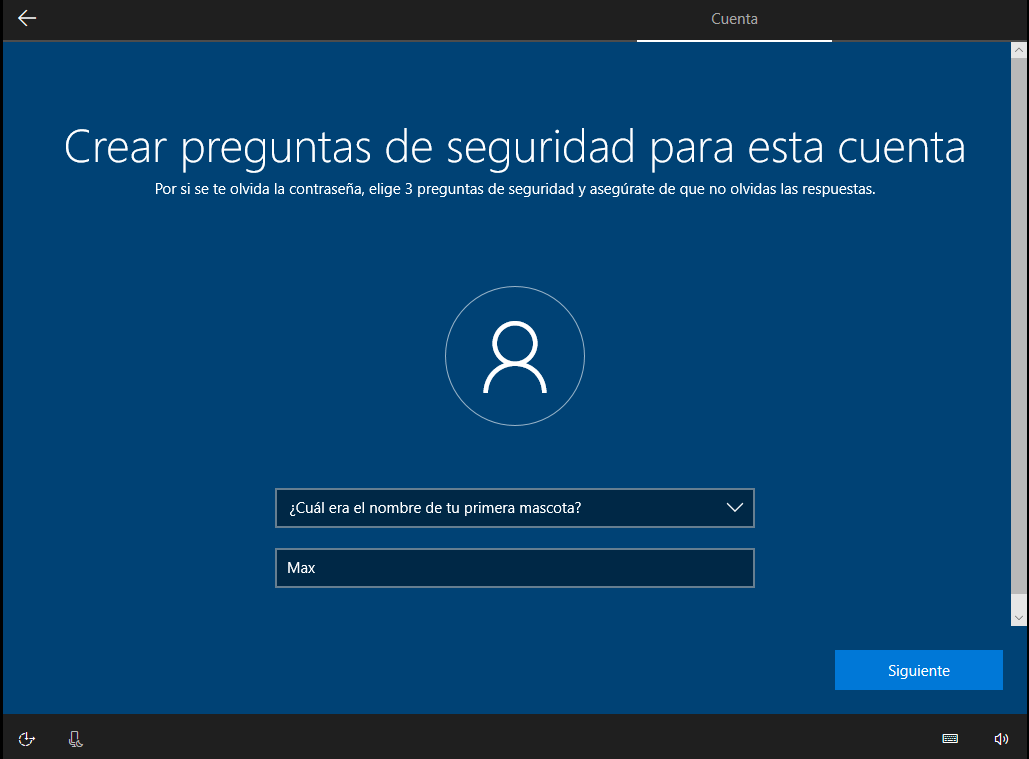 Cuenta
Crear preguntas de seguridad para esta cuenta
Por si se te olvida la contraseña, elige 3 preguntas de seguridad y asegúrate de que no olvidas las respuestas.
¿Cuál era el nombre de tu primera mascota?
Max
Siguiente